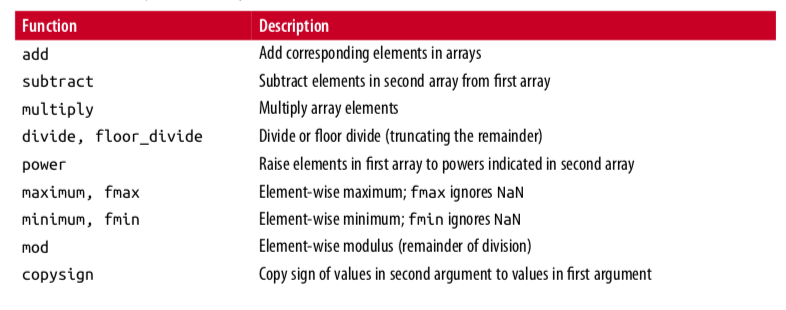 Function Description
add Add corresponding elements in arrays
subtract Subtract elements in second array from first array
multiply Multiply array elements
divide, floor_divide Divide or floor divide (truncating the remainder)
power Raise elements in first array to powers indicated in second array
maximum, fmax Element-wise maximum; fmax ignores NaN
minimum, fmin Element-wise minimum; fmin ignores NaN
mod Element-wise modulus (remainder of division)
copysign Copy sign of values in second argument to values in first argument